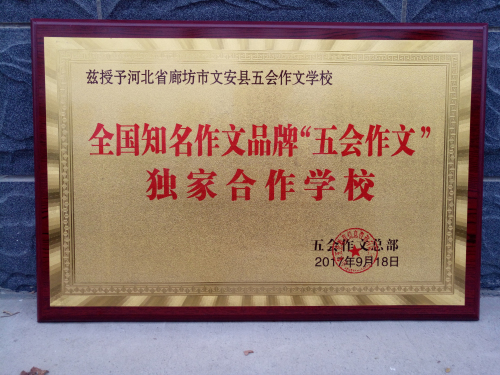 兹授予河北省廊坊市文安县五会作文学校
全国知名作文品牌“五会作文”
独家合作学校
五会作文总部
2017年9月18日